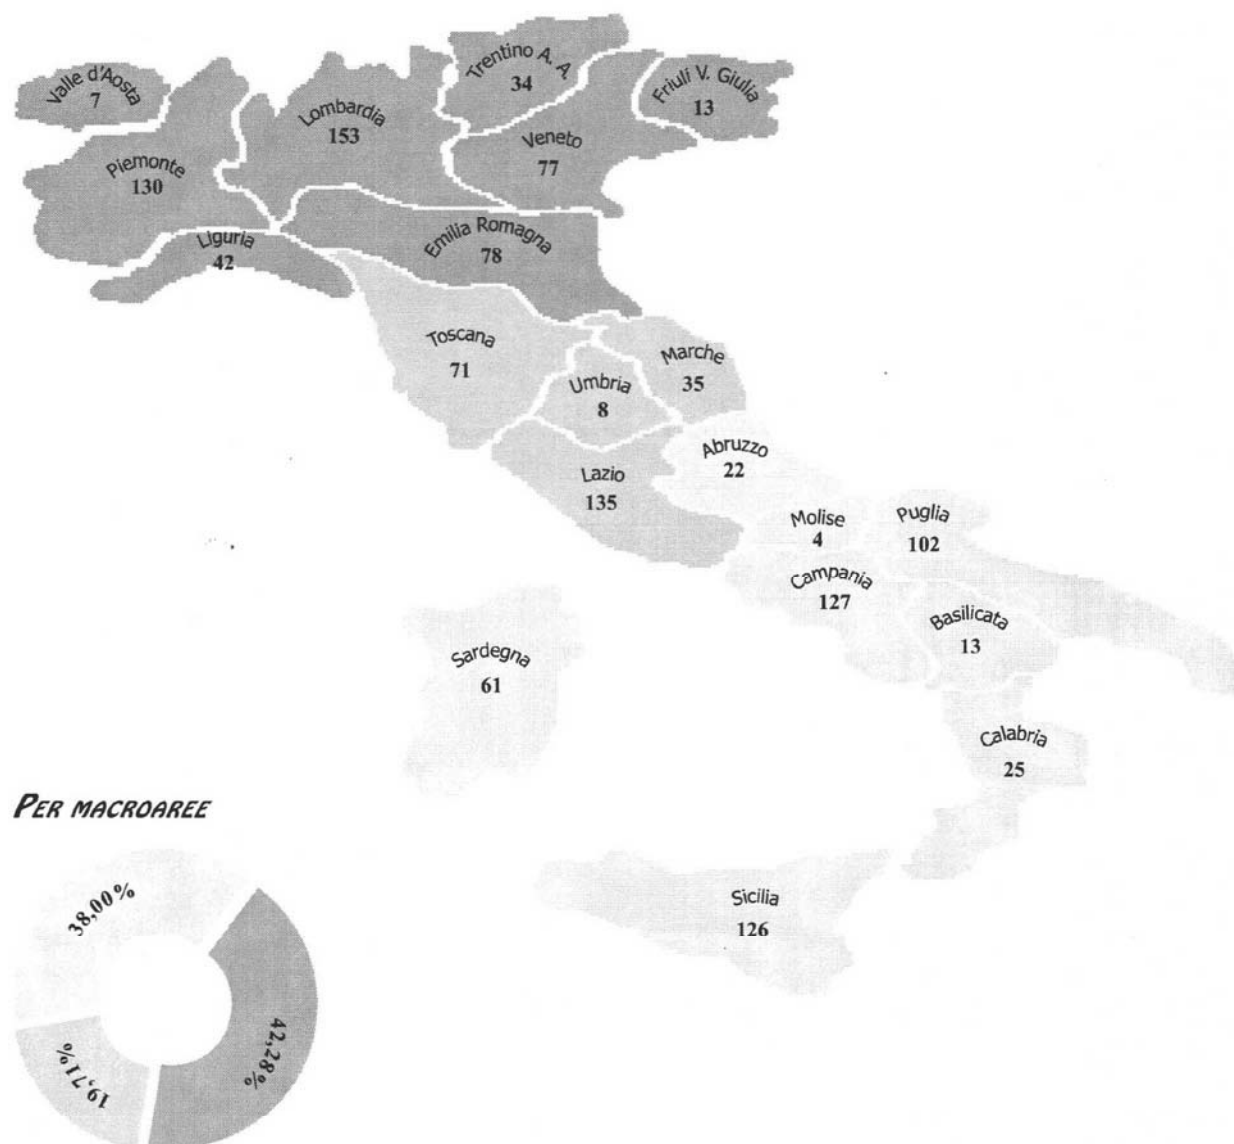 Valle d'Aosta
7
Piemonte
130
Liguria
42
Lombardia
153
Trentino A. A.
34
Veneto
77
Friuli V. Giulia
13
Emilia Romagna
78
Toscana
71
Umbria
8
Marche
35
Lazio
135
Abruzzo
22
Molise
4
Puglia
102
Campania
127
Basilicata
13
Sardegna
61
Calabria
25
Sicilia
126
PER MACROAREE
38,00%
42,28%
19,71%